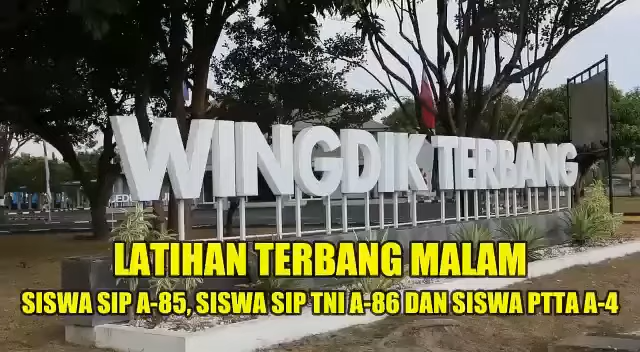 WINGDIK TERBANG
LATIHAN TERBANG MALAM
SISWA SIP A-85, SISWA SIP TNI A-86 DAN SISWA PTTA A-4